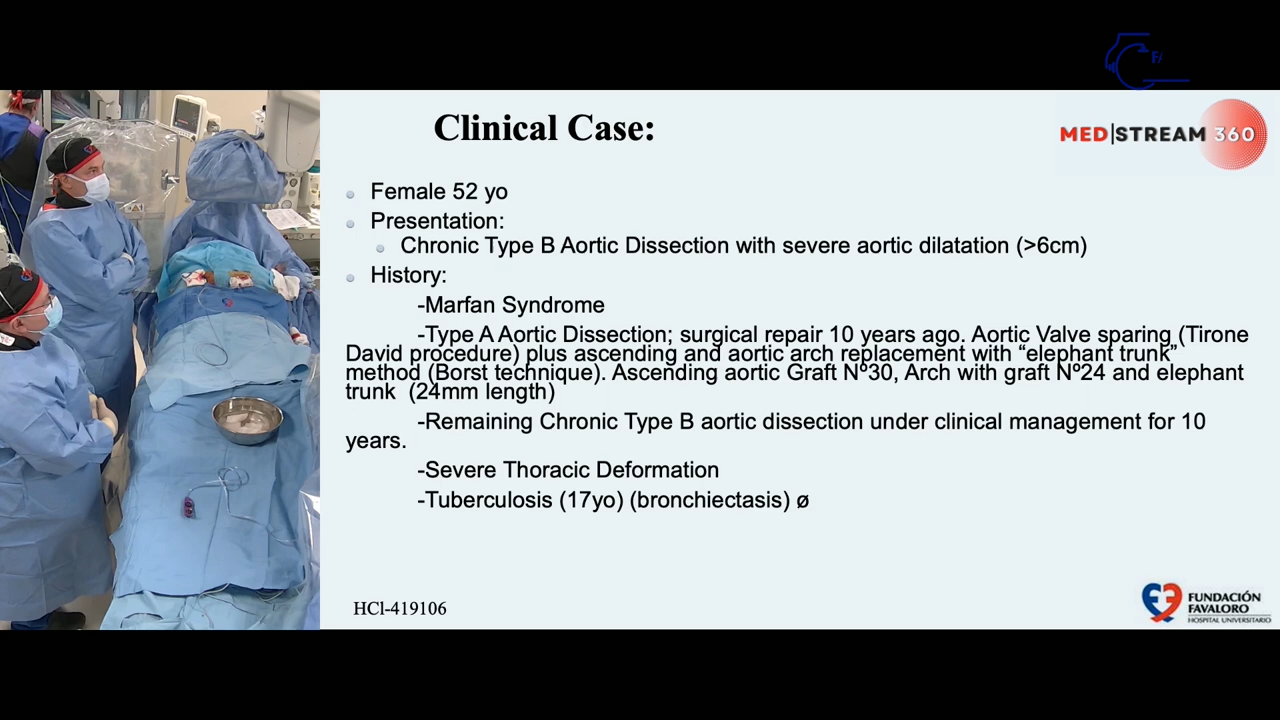 Clinical Case:
MED|STREAM 360
Female 52 yo
Presentation:
Chronic Type B Aortic Dissection with severe aortic dilatation (>6cm)
History:
-Marfan Syndrome
-Type A Aortic Dissection; surgical repair 10 years ago. Aortic Valve sparing (Tirone
David procedure) plus ascending and aortic arch replacement with “elephant trunk”
method (Borst technique). Ascending aortic Graft Nº30, Arch with graft Nº24 and elephant
trunk (24mm length)
-Remaining Chronic Type B aortic dissection under clinical management for 10
years.
-Severe Thoracic Deformation
-Tuberculosis (17yo) (bronchiectasis) ø
HCl-419106
FUNDACIÓN
FAVALORO
HOSPITAL UNIVERSITARIO